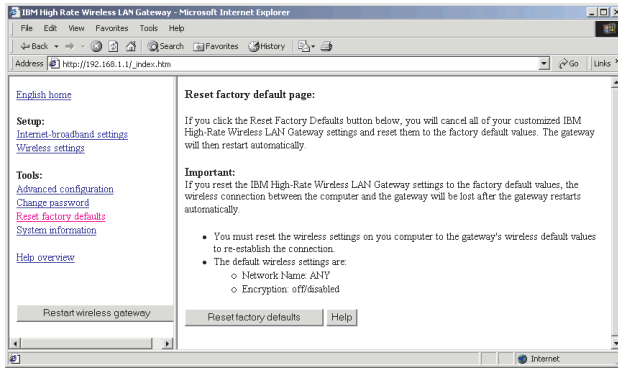 IBM High Rate Wireless LAN Gateway - Microsoft Internet Explorer
File Edit View Favorites Tools Help
Back Search Favorites History
Address http://192.168.1.1/_index.htm Go Links »
English home
Setup:
Internet-broadband settings
Wireless settings
Tools:
Advanced configuration
Change password
Reset factory defaults
System information
Help overview
Restart wireless gateway
Reset factory default page:
If you click the Reset Factory Defaults button below, you will cancel all of your customized IBM
High-Rate Wireless LAN Gateway settings and reset them to the factory default values. The gateway
will then restart automatically.
Important:
If you reset the IBM High-Rate Wireless LAN Gateway settings to the factory default values, the
wireless connection between the computer and the gateway will be lost after the gateway restarts
automatically.
You must reset the wireless settings on you computer to the gateway's wireless default values
to re-establish the connection.
The default wireless settings are:
Network Name: ANY
Encryption: off/disabled
Reset factory defaults Help
Internet